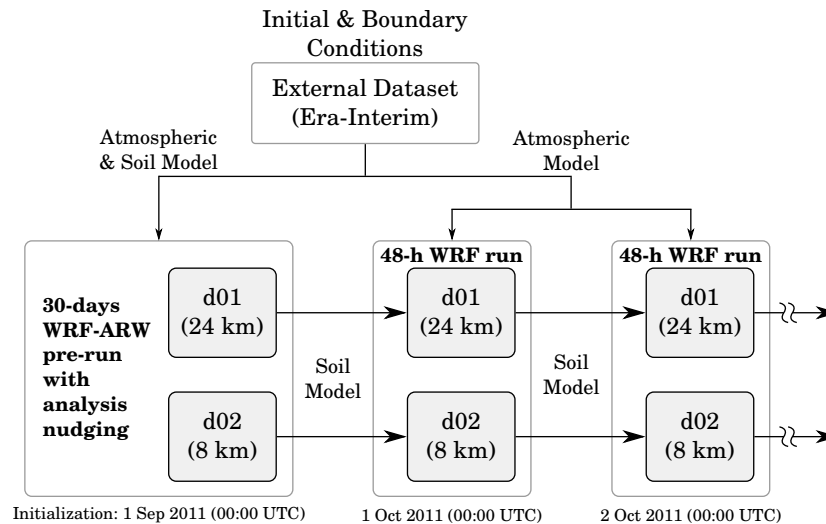 Initial & Boundary
Conditions
External Dataset
(Era-Interim)
Atmospheric
& Soil Model
Atmospheric
Model
30-days
WRF-ARW
pre-run
with
analysis
nudging
d01
(24 km)
d02
(8 km)
Soil
Model
48-h WRF run
d01
(24 km)
d02
(8 km)
Soil
Model
48-h WRF run
d01
(24 km)
d02
(8 km)
Initialization: 1 Sep 2011 (00:00 UTC)
1 Oct 2011 (00:00 UTC)
2 Oct 2011 (00:00 UTC)